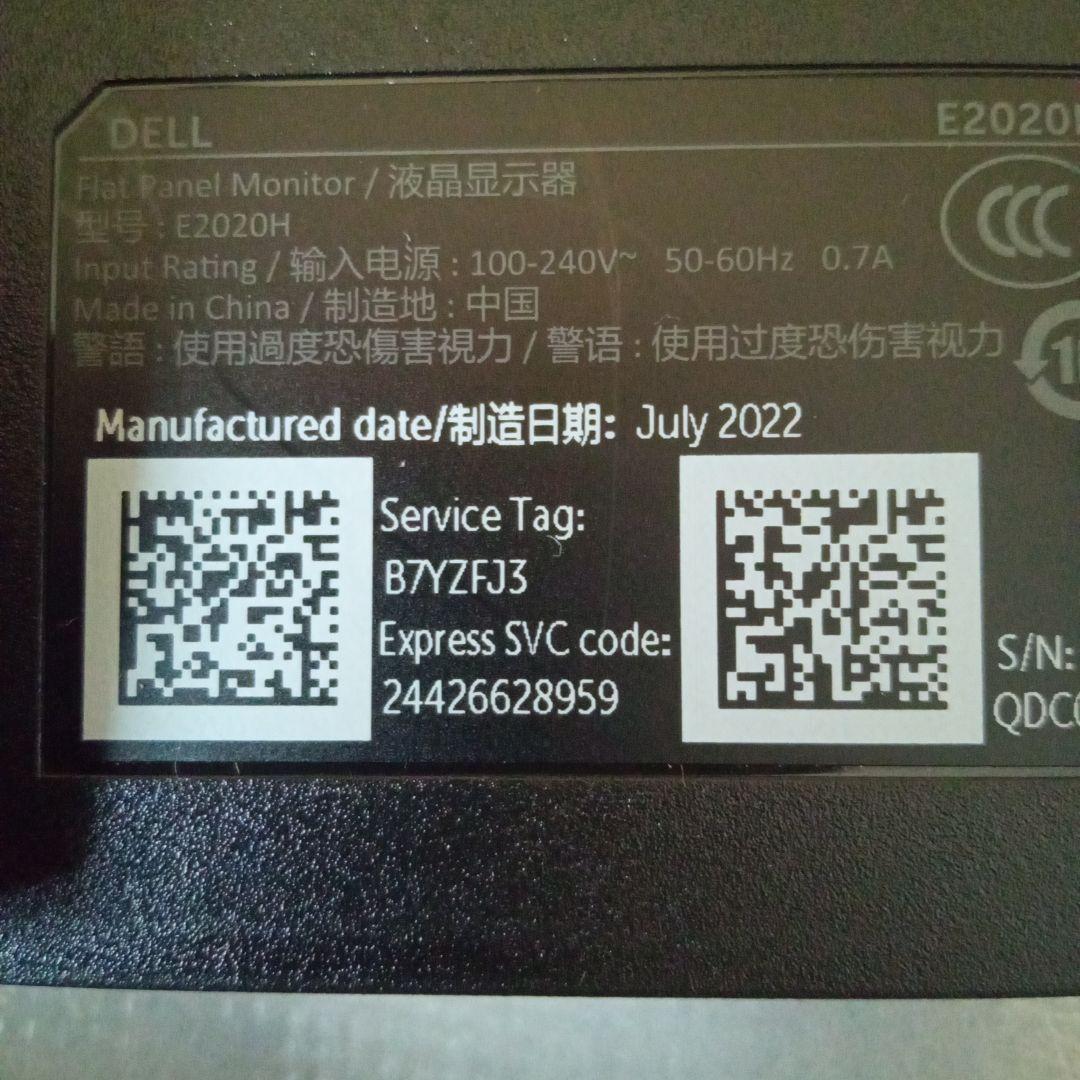 DELL E2020H
Flat Panel Monitor / 液晶显示器
型号 : E2020H
Input Rating / 输入电源 : 100-240V~ 50-60Hz 0.7A
Made in China / 制造地 : 中国
警語 : 使用過度恐傷害視力 / 警语 : 使用过度恐伤害视力
Manufactured date/制造日期: July 2022
Service Tag:
B7YZFJ3
Express SVC code:
24426628959
S/N:
CCC